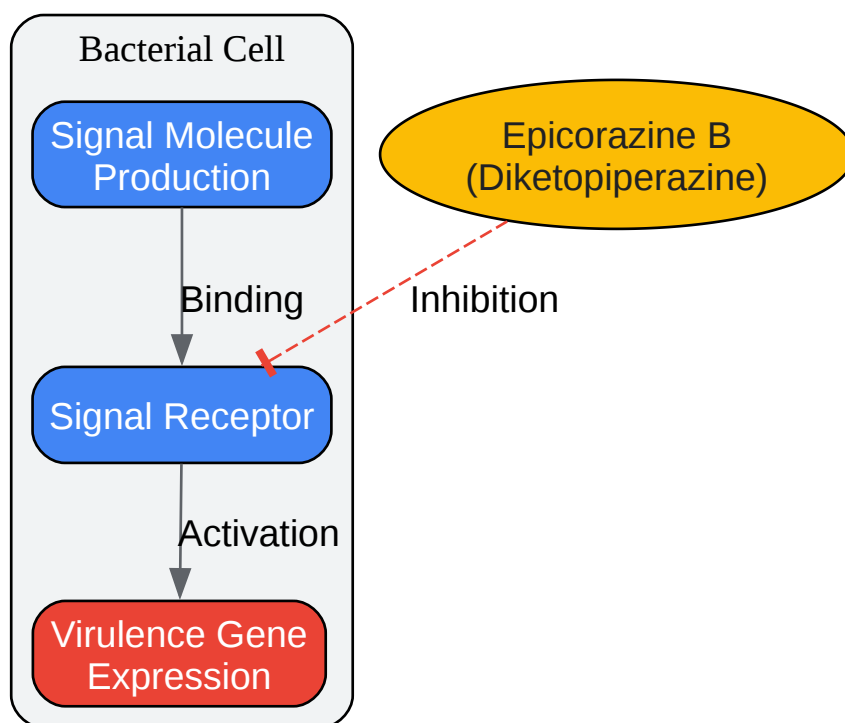 Bacterial Cell
Signal Molecule
Production
Epicorazine B
(Diketopiperazine)
Binding
Inhibition
Signal Receptor
Activation
Virulence Gene
Expression